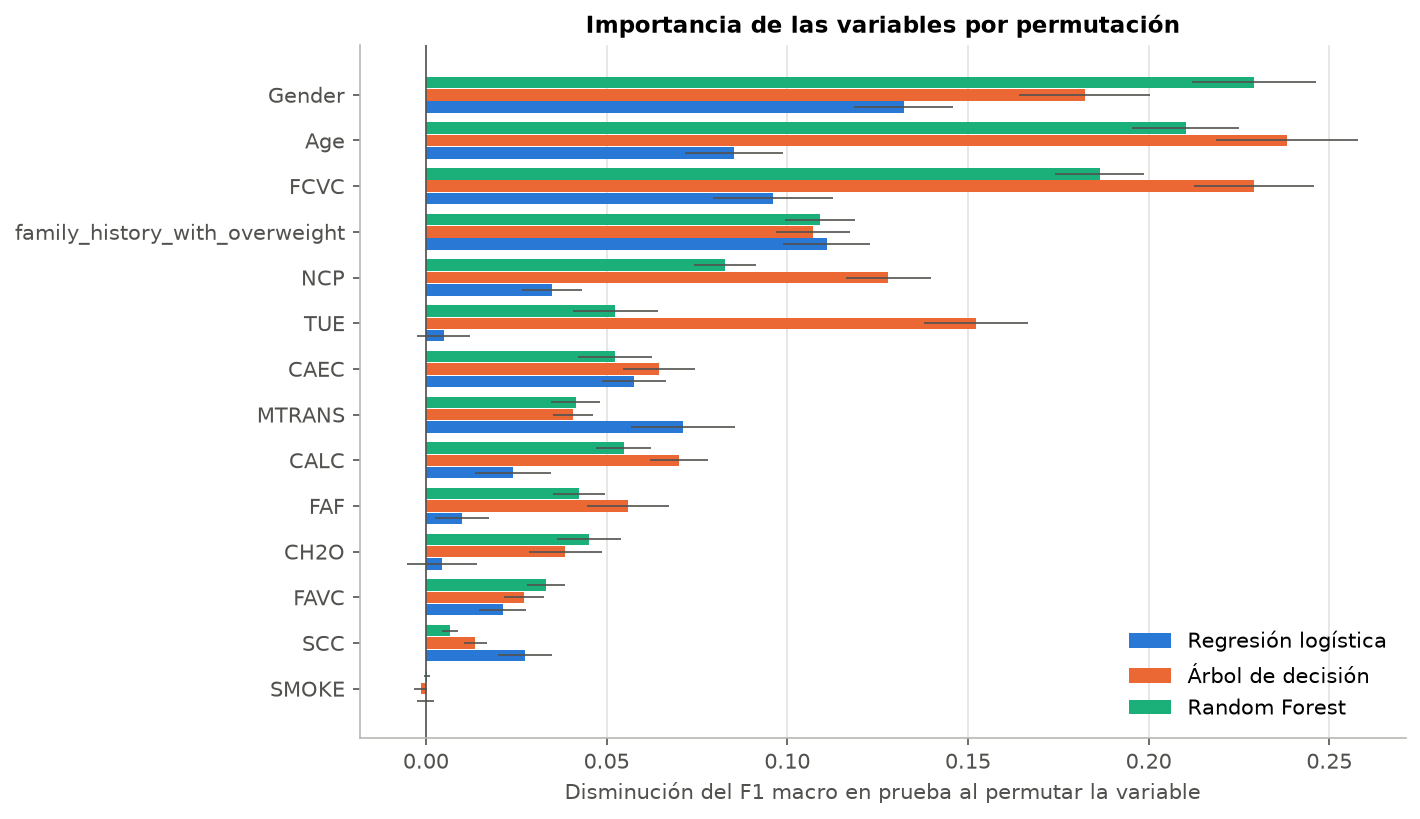 Importancia de las variables por permutación
Gender
Age
FCVC
family_history_with_overweight
NCP
TUE
CAEC
MTRANS
CALC
FAF
CH2O
FAVC
SCC
SMOKE
Regresión logística
Árbol de decisión
Random Forest
0.00 0.05 0.10 0.15 0.20 0.25
Disminución del F1 macro en prueba al permutar la variable